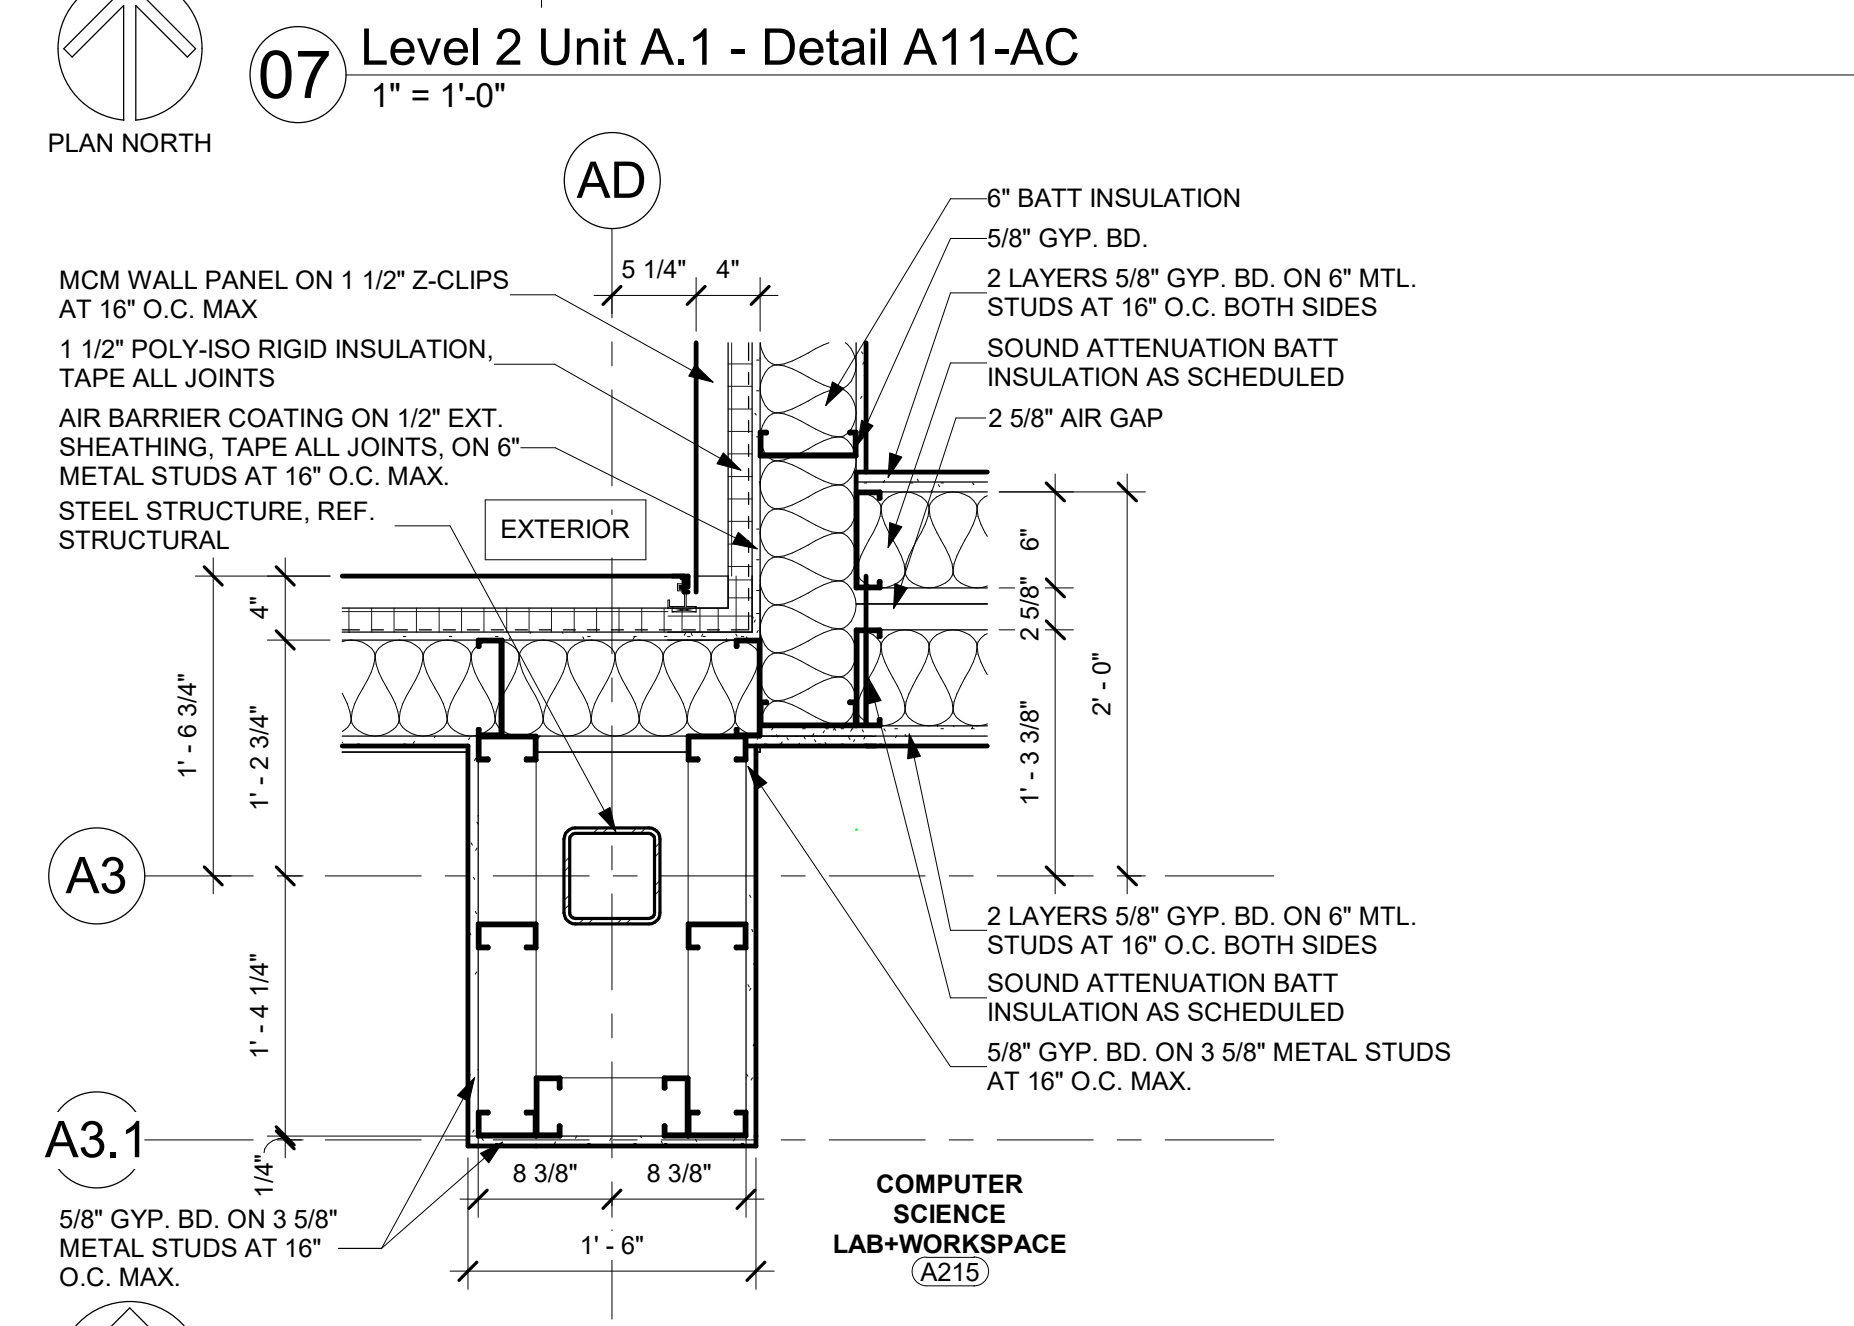 07
Level 2 Unit A.1 - Detail A11-AC
1" = 1'-0"
PLAN NORTH
AD
5 1/4"
4"
MCM WALL PANEL ON 1 1/2" Z-CLIPS
AT 16" O.C. MAX
1 1/2" POLY-ISO RIGID INSULATION,
TAPE ALL JOINTS
AIR BARRIER COATING ON 1/2" EXT.
SHEATHING, TAPE ALL JOINTS, ON 6"
METAL STUDS AT 16" O.C. MAX.
STEEL STRUCTURE, REF.
STRUCTURAL
EXTERIOR
6" BATT INSULATION
5/8" GYP. BD.
2 LAYERS 5/8" GYP. BD. ON 6" MTL.
STUDS AT 16" O.C. BOTH SIDES
SOUND ATTENUATION BATT
INSULATION AS SCHEDULED
2 5/8" AIR GAP
4"
1' - 6 3/4"
1' - 2 3/4"
1' - 4 1/4"
1/4"
6"
2 5/8"
1' - 3 3/8"
2' - 0"
A3
A3.1
2 LAYERS 5/8" GYP. BD. ON 6" MTL.
STUDS AT 16" O.C. BOTH SIDES
SOUND ATTENUATION BATT
INSULATION AS SCHEDULED
5/8" GYP. BD. ON 3 5/8" METAL STUDS
AT 16" O.C. MAX.
5/8" GYP. BD. ON 3 5/8"
METAL STUDS AT 16"
O.C. MAX.
8 3/8"
8 3/8"
1' - 6"
COMPUTER
SCIENCE
LAB+WORKSPACE
A215